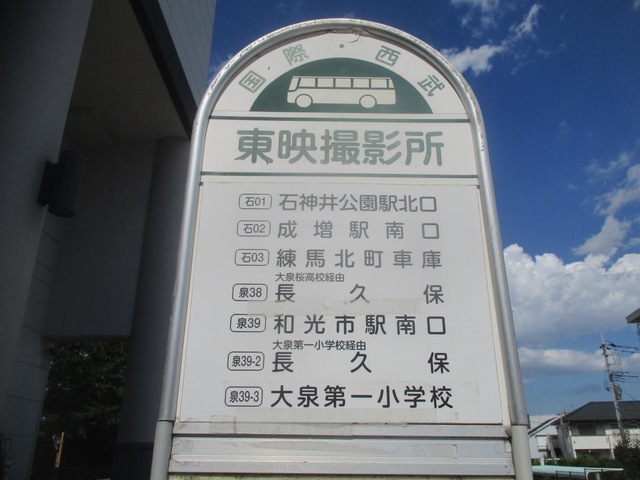 国際 西武
東映撮影所
石01 石神井公園駅北口
石02 成増駅南口
石03 練馬北町車庫
大泉桜高校経由
泉38 長久保
泉39 和光市駅南口
大泉第一小学校経由
泉39-2 長久保
泉39-3 大泉第一小学校